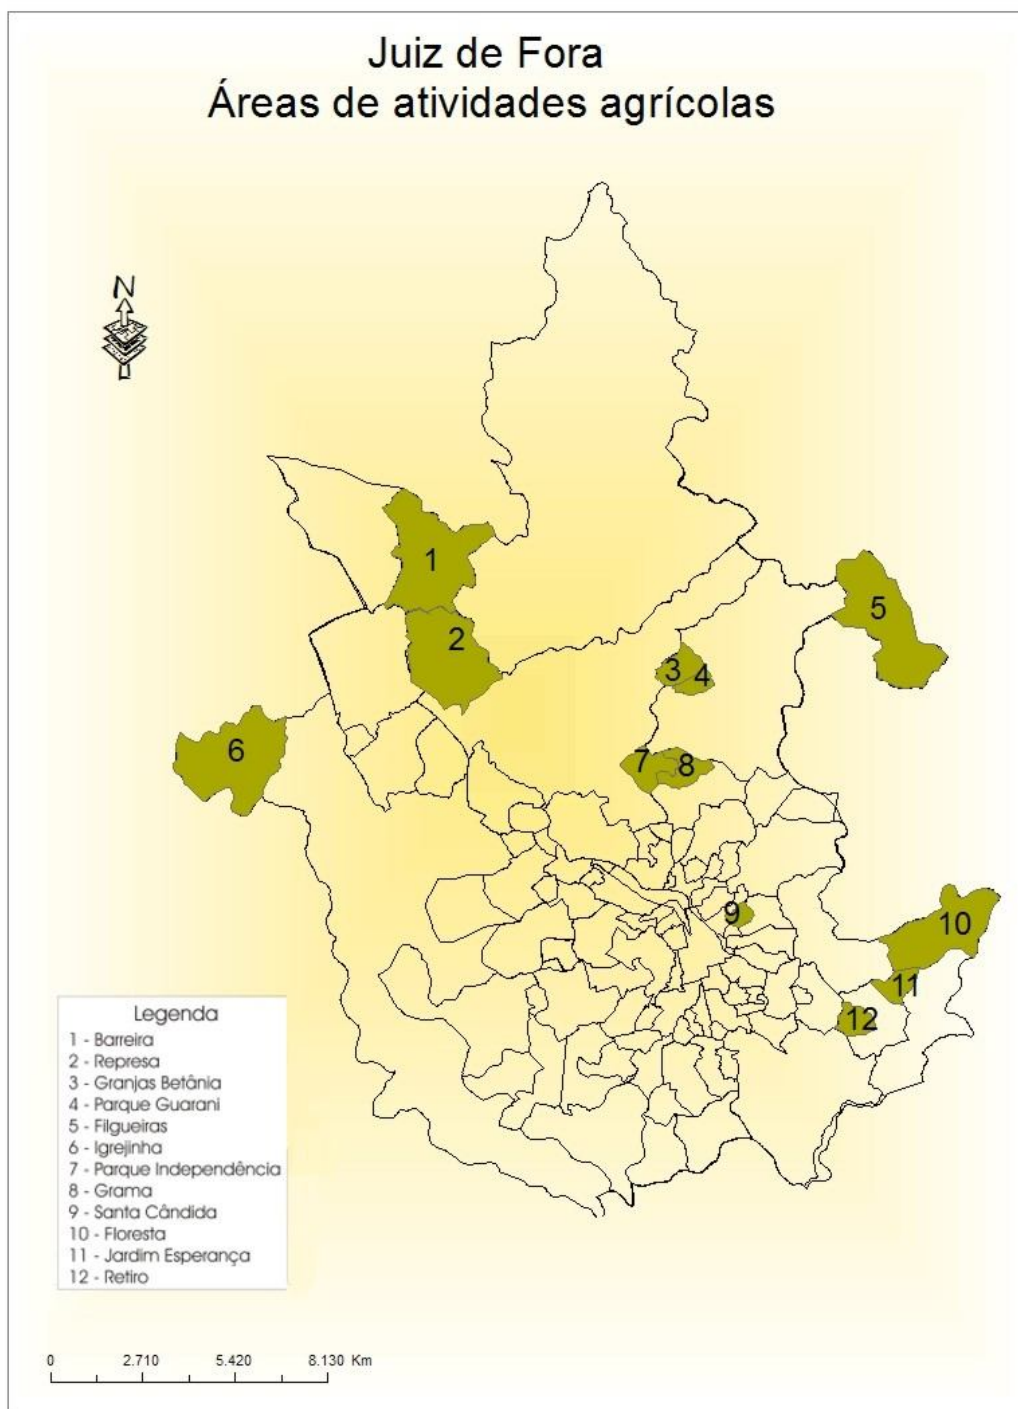 Juiz de Fora
Áreas de atividades agrícolas
N
1
2
3
4
5
6
7
8
9
10
11
12
Legenda
1 - Barreira
2 - Represa
3 - Granjas Betânia
4 - Parque Guarani
5 - Filgueiras
6 - Igrejinha
7 - Parque Independência
8 - Grama
9 - Santa Cândida
10 - Floresta
11 - Jardim Esperança
12 - Retiro
0 2.710 5.420 8.130 Km